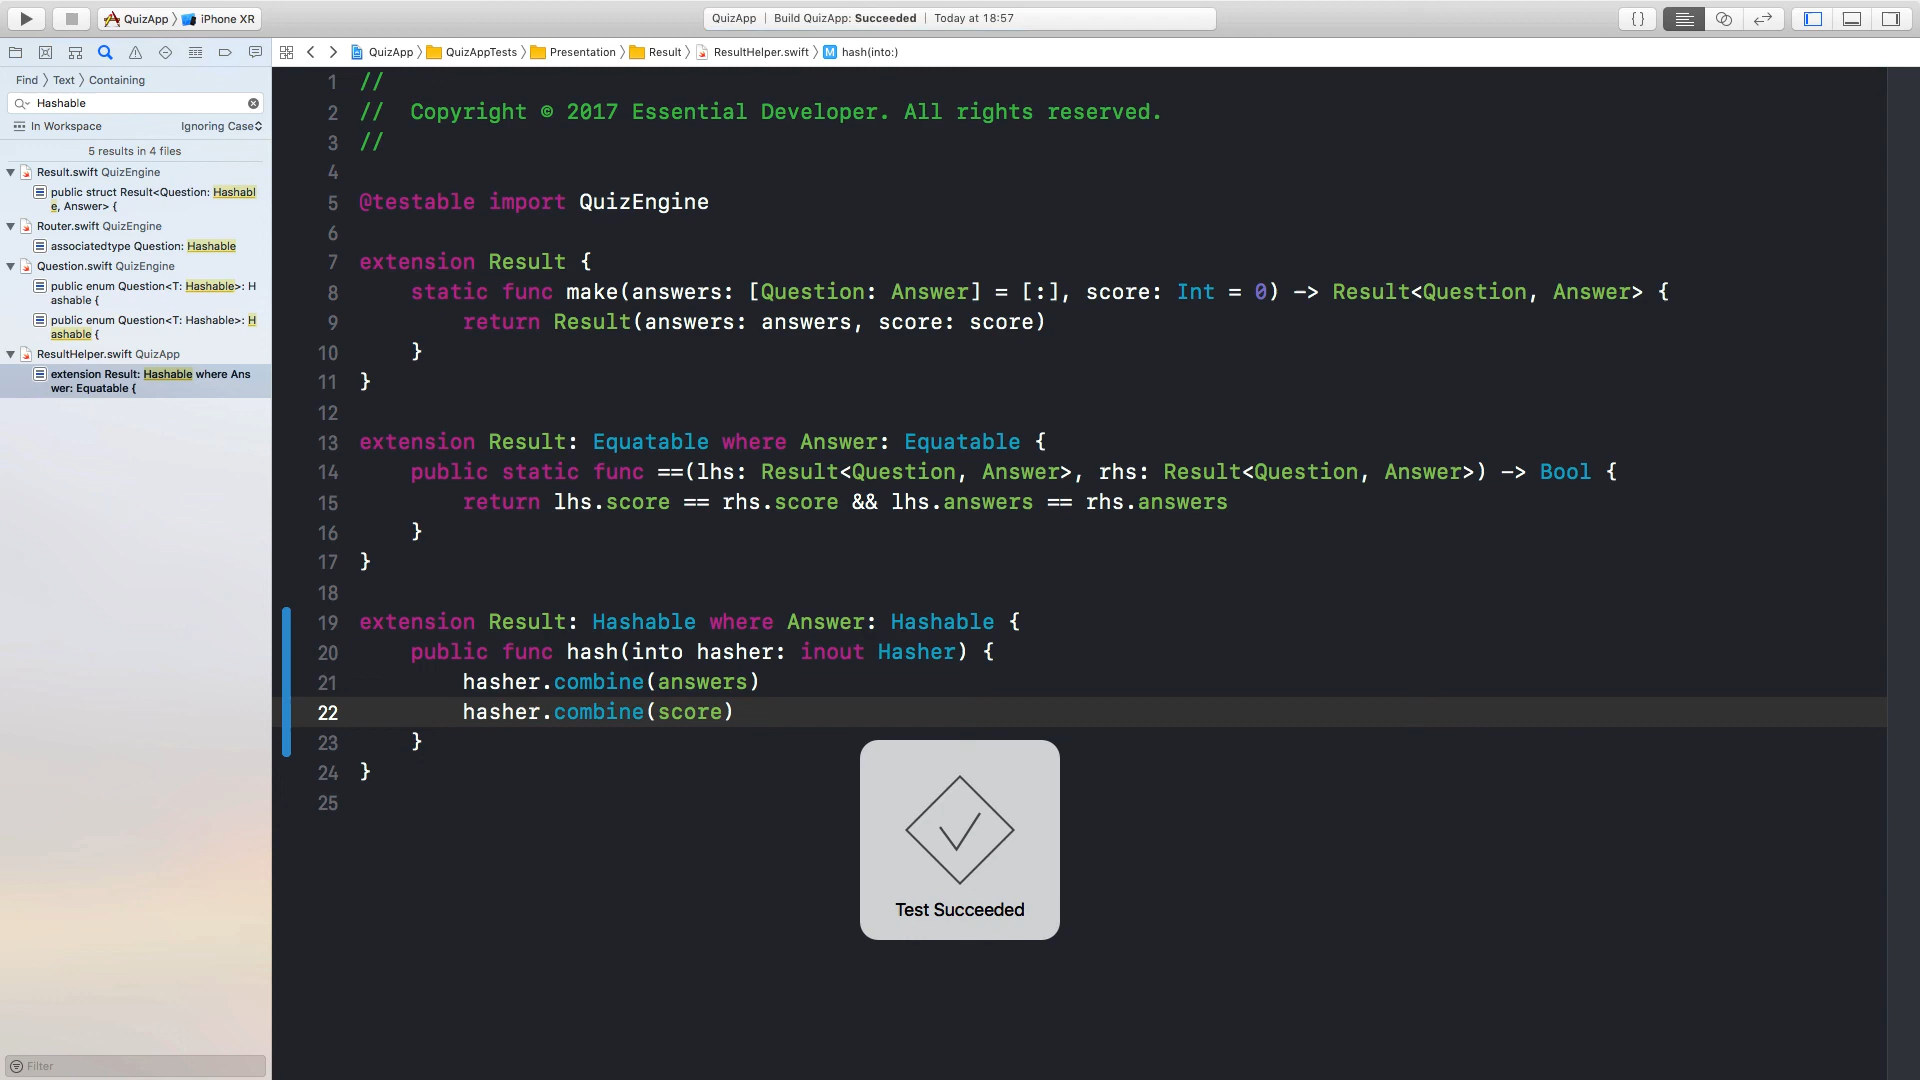 QuizApp 〉 iPhone XR
QuizApp | Build QuizApp: Succeeded | Today at 18:57
{ }
QuizApp 〉 QuizAppTests 〉 Presentation 〉 Result 〉 ResultHelper.swift 〉 M hash(into:)
Find 〉 Text 〉 Containing
Hashable
In Workspace Ignoring Case
5 results in 4 files
Result.swift QuizEngine
public struct Result<Question: Hashabl
e, Answer> {
Router.swift QuizEngine
associatedtype Question: Hashable
Question.swift QuizEngine
public enum Question<T: Hashable>: H
ashable {
public enum Question<T: Hashable>: H
ashable {
ResultHelper.swift QuizApp
extension Result: Hashable where Ans
wer: Equatable {
Filter
1 //
2 //  Copyright © 2017 Essential Developer. All rights reserved.
3 //
4
5 @testable import QuizEngine
6
7 extension Result {
8     static func make(answers: [Question: Answer] = [:], score: Int = 0) -> Result<Question, Answer> {
9         return Result(answers: answers, score: score)
10     }
11 }
12
13 extension Result: Equatable where Answer: Equatable {
14     public static func ==(lhs: Result<Question, Answer>, rhs: Result<Question, Answer>) -> Bool {
15         return lhs.score == rhs.score && lhs.answers == rhs.answers
16     }
17 }
18
19 extension Result: Hashable where Answer: Hashable {
20     public func hash(into hasher: inout Hasher) {
21         hasher.combine(answers)
22         hasher.combine(score)
23     }
24 }
25
Test Succeeded